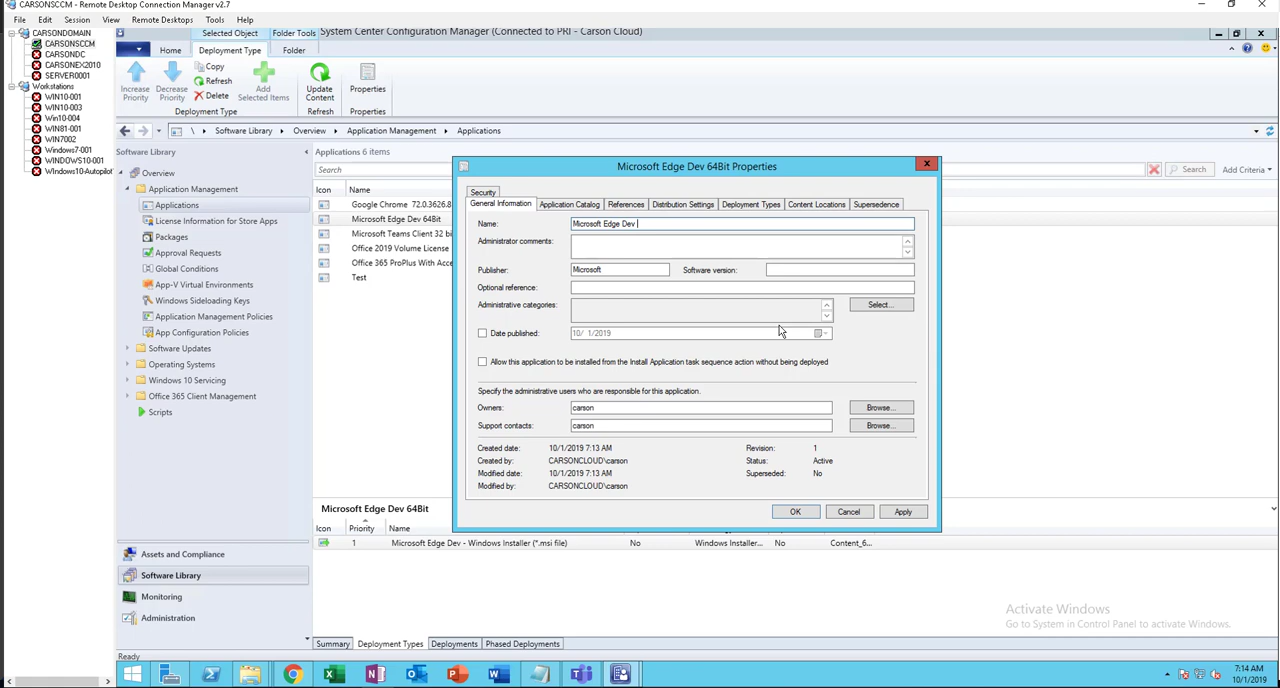 CARSONSCCM - Remote Desktop Connection Manager v2.7
File Edit Session View Remote Desktops Tools Help
CARSONDOMAIN
CARSONSCCM
CARSONDC
CARSONEX2010
SERVER0001
Workstations
WIN10-001
WIN10-003
Win10-004
WIN81-001
WIN7002
Windows7-001
WINDOWS10-001
WIndows10-Autopilot
Selected Object Folder Tools System Center Configuration Manager (Connected to PRI - Carson Cloud)
Home Deployment Type Folder
Increase Priority
Decrease Priority
Copy
Refresh
Delete
Add Selected Items
Update Content
Properties
Deployment Type Refresh Properties
\ Software Library Overview Application Management Applications
Software Library
Overview
Application Management
Applications
License Information for Store Apps
Packages
Approval Requests
Global Conditions
App-V Virtual Environments
Windows Sideloading Keys
Application Management Policies
App Configuration Policies
Software Updates
Operating Systems
Windows 10 Servicing
Office 365 Client Management
Scripts
Assets and Compliance
Software Library
Monitoring
Administration
Ready
Applications 6 items
Search Search Add Criteria
Icon Name
Google Chrome 72.0.3626.8
Microsoft Edge Dev 64Bit
Microsoft Teams Client 32 bi
Office 2019 Volume License
Office 365 ProPlus With Acce
Test
Microsoft Edge Dev 64Bit Properties
Security
General Information Application Catalog References Distribution Settings Deployment Types Content Locations Supersedence
Name: Microsoft Edge Dev
Administrator comments:
Publisher: Microsoft Software version:
Optional reference:
Administrative categories: Select...
Date published: 10/ 1/2019
Allow this application to be installed from the Install Application task sequence action without being deployed
Specify the administrative users who are responsible for this application.
Owners: carson Browse...
Support contacts: carson Browse...
Created date: 10/1/2019 7:13 AM Revision: 1
Created by: CARSONCLOUD\carson Status: Active
Modified date: 10/1/2019 7:13 AM Superseded: No
Modified by: CARSONCLOUD\carson
OK Cancel Apply
Microsoft Edge Dev 64Bit
Icon Priority Name
1 Microsoft Edge Dev - Windows Installer (*.msi file) No Windows Installer... No Content_6...
Activate Windows
Go to System in Control Panel to activate Windows.
Summary Deployment Types Deployments Phased Deployments
7:14 AM
10/1/2019